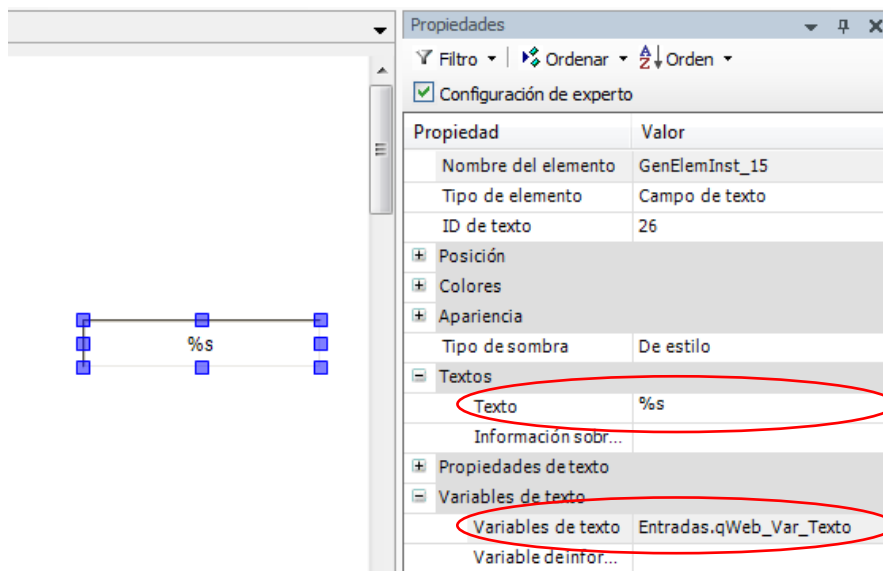 Propiedades
Filtro Ordenar Orden
Configuración de experto
Propiedad Valor
Nombre del elemento GenElemInst_15
Tipo de elemento Campo de texto
ID de texto 26
Posición
Colores
Apariencia
%s
Tipo de sombra De estilo
Textos
Texto %s
Información sobr...
Propiedades de texto
Variables de texto
Variables de texto Entradas.qWeb_Var_Texto
Variable de infor...